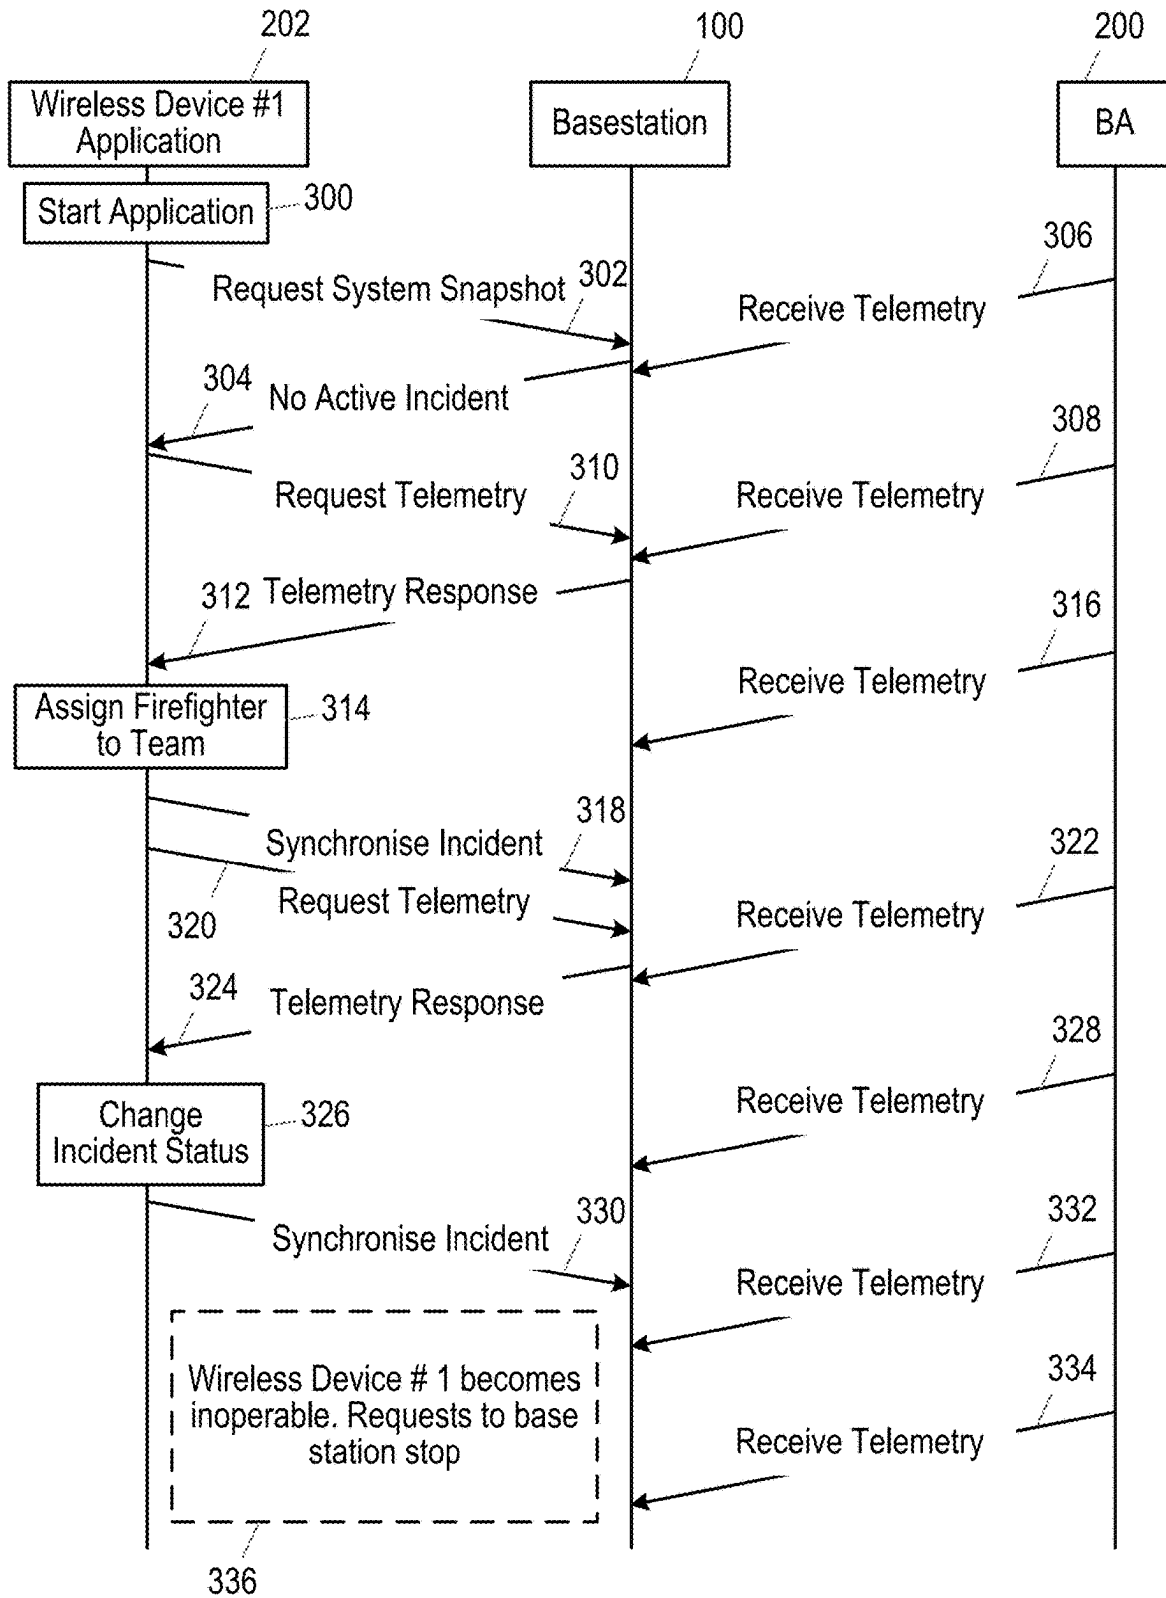 202
100
200
Wireless Device #1
Application
Basestation
BA
Start Application
300
306
Request System Snapshot
302
Receive Telemetry
304
No Active Incident
308
Request Telemetry
310
Receive Telemetry
312
Telemetry Response
316
Receive Telemetry
Assign Firefighter
to Team
314
318
Synchronise Incident
322
320
Request Telemetry
Receive Telemetry
324
Telemetry Response
328
Change
Incident Status
326
Receive Telemetry
330
332
Synchronise Incident
Receive Telemetry
Wireless Device # 1 becomes
inoperable. Requests to base
station stop
334
Receive Telemetry
336